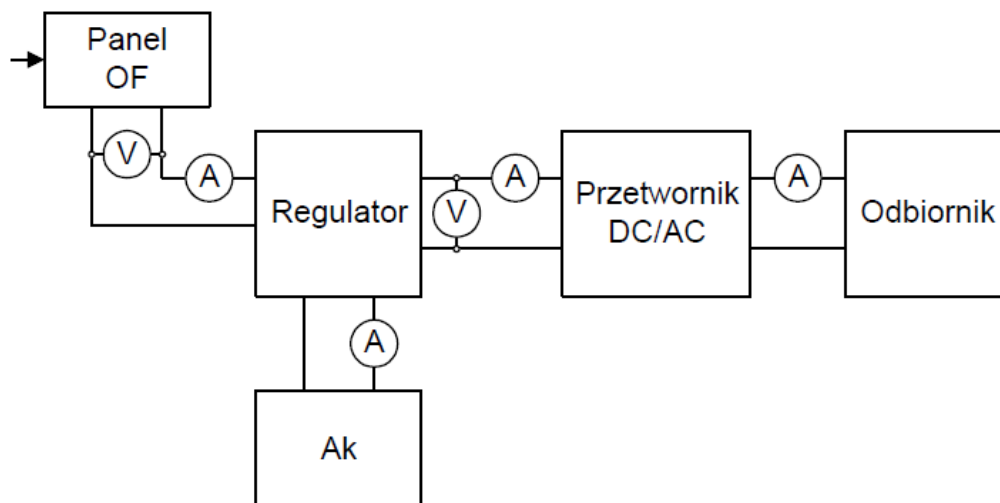 Panel
OF
V
A
Regulator
A
V
Przetwornik
DC/AC
A
Odbiornik
A
Ak